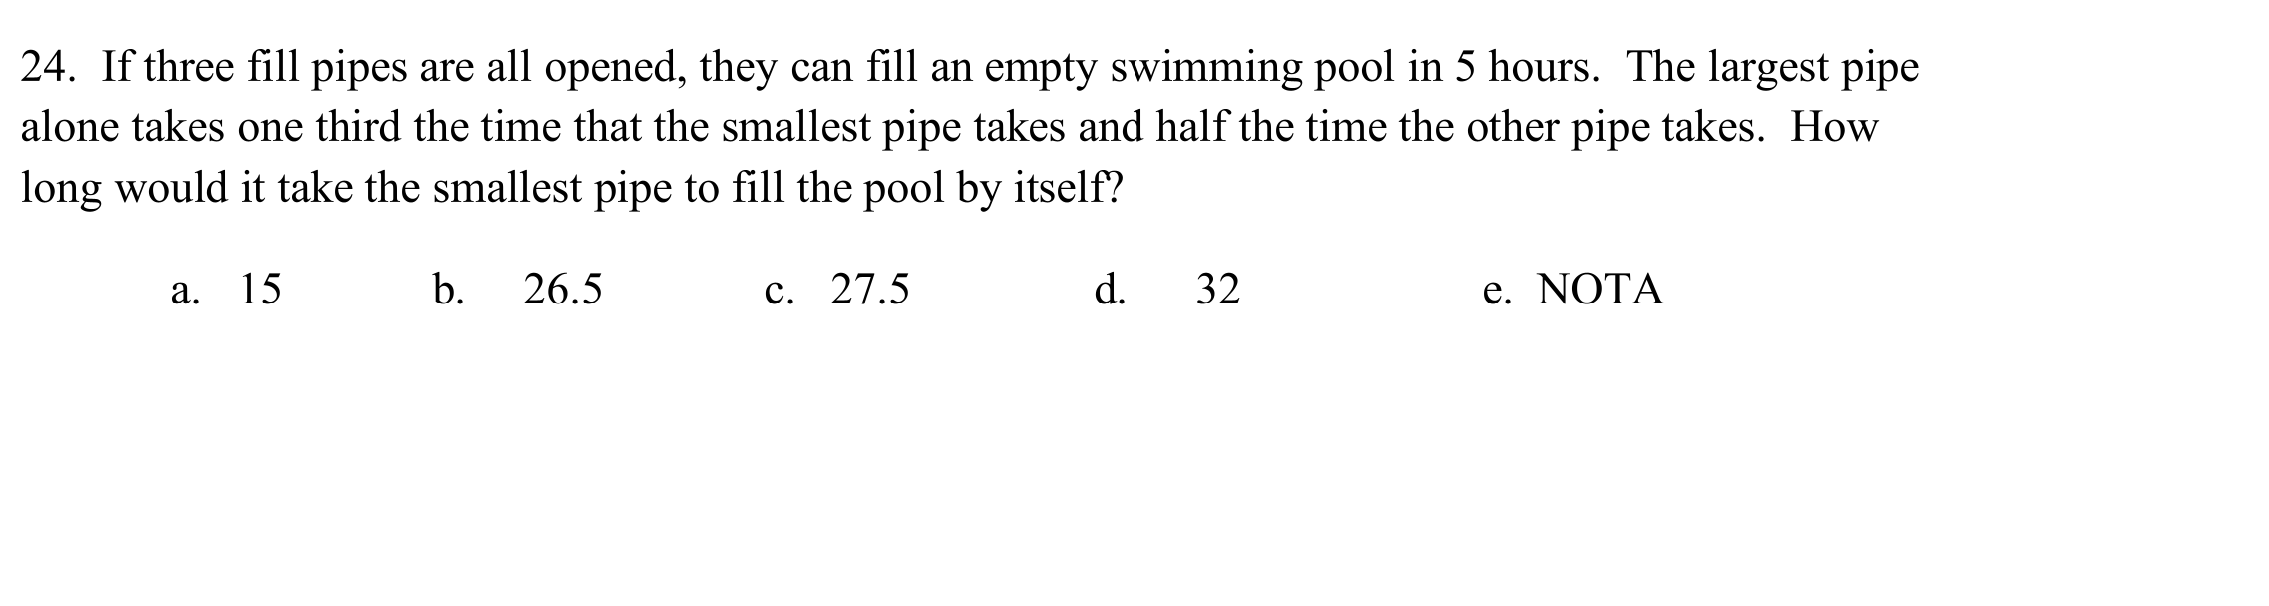 24. If three fill pipes are all opened, they can fill an empty swimming pool in 5 hours. The largest pipe
alone takes one third the time that the smallest pipe takes and half the time the other pipe takes. How
long would it take the smallest pipe to fill the pool by itself?
a. 15 b. 26.5 c. 27.5 d. 32 e. NOTA